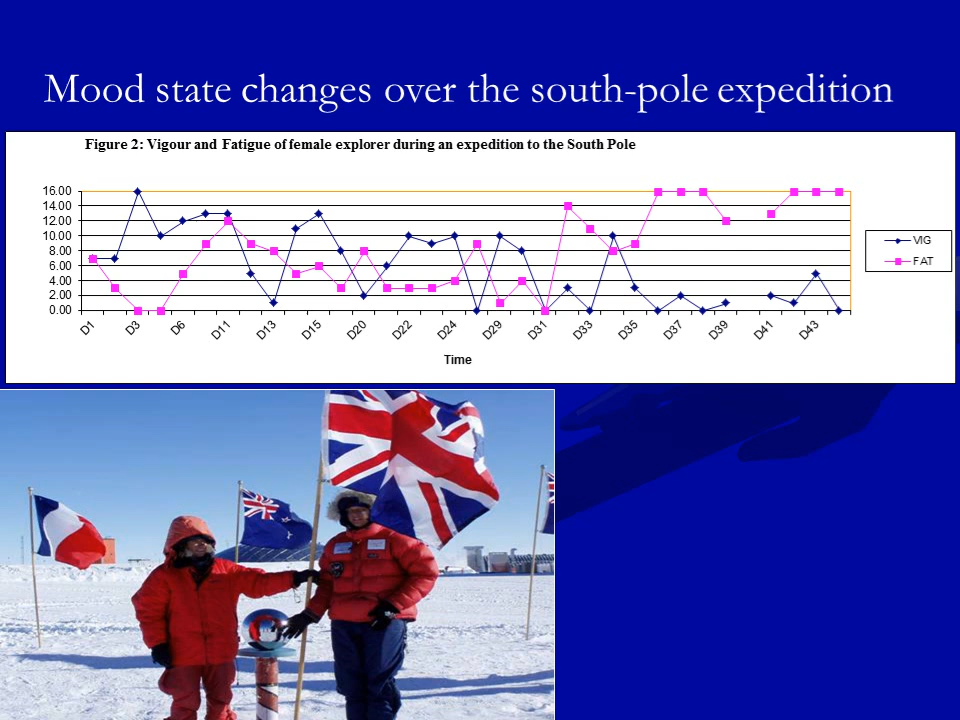 Mood state changes over the south-pole expedition
Figure 2: Vigour and Fatigue of female explorer during an expedition to the South Pole
16.00
14.00
12.00
10.00
8.00
6.00
4.00
2.00
0.00
D1 D3 D6 D11 D13 D15 D20 D22 D24 D29 D31 D33 D35 D37 D39 D41 D43
Time
VIG
FAT